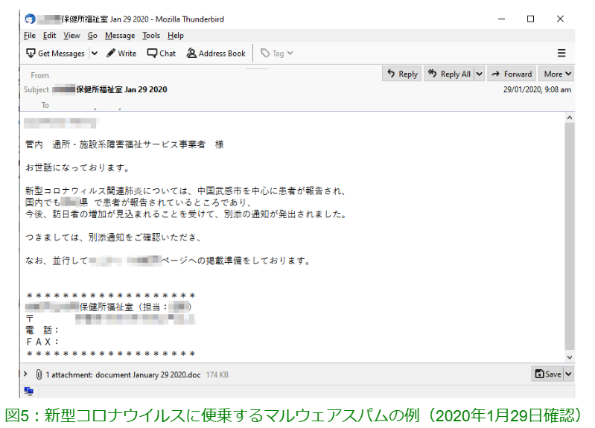 保健所福祉室 Jan 29 2020 - Mozilla Thunderbird
File Edit View Go Message Tools Help
Get Messages Write Chat Address Book Tag
From Reply Reply All Forward More
Subject 保健所福祉室 Jan 29 2020 29/01/2020, 9:08 am
To
管内 通所・施設系障害福祉サービス事業者 様
お世話になっております。
新型コロナウィルス関連肺炎については、中国武漢市を中心に患者が報告され、
国内でも 県 で患者が報告されているところであり、
今後、訪日者の増加が見込まれることを受けて、別添の通知が発出されました。
つきましては、別添通知をご確認いただき、
なお、並行して ページへの掲載準備をしております。
* * * * * * * * * * * * * * * * * * *
保健所福祉室（担当： ）
〒
電 話：
F A X：
* * * * * * * * * * * * * * * * * * *
1 attachment: document January 29 2020.doc 174 KB Save
図5：新型コロナウイルスに便乗するマルウェアスパムの例（2020年1月29日確認）